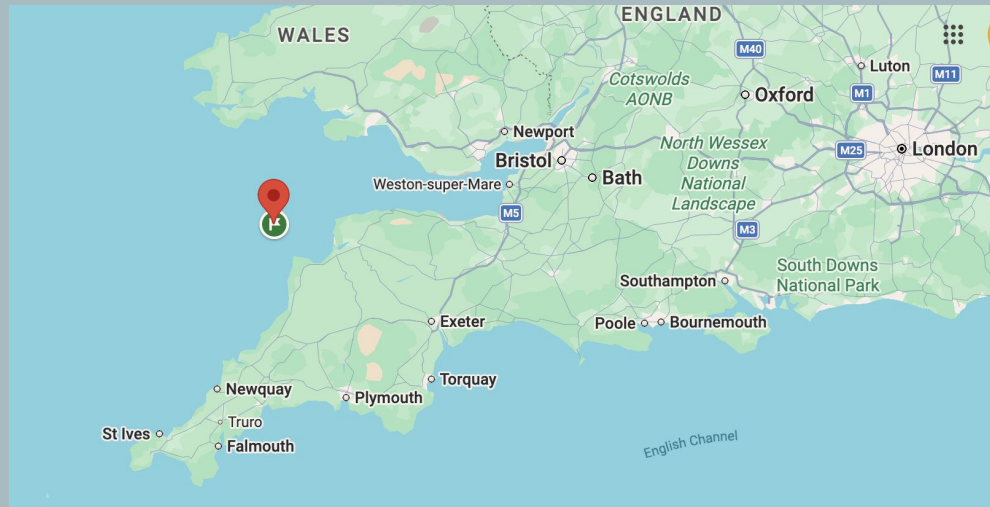 ENGLAND
WALES
M40
Luton
M11
Cotswolds
AONB
Oxford
M1
Newport
North Wessex
Downs
National
Landscape
M25
London
Bristol
Bath
Weston-super-Mare
M5
M3
South Downs
National Park
Southampton
Exeter
Poole
Bournemouth
Torquay
Newquay
Plymouth
Truro
St Ives
Falmouth
English Channel